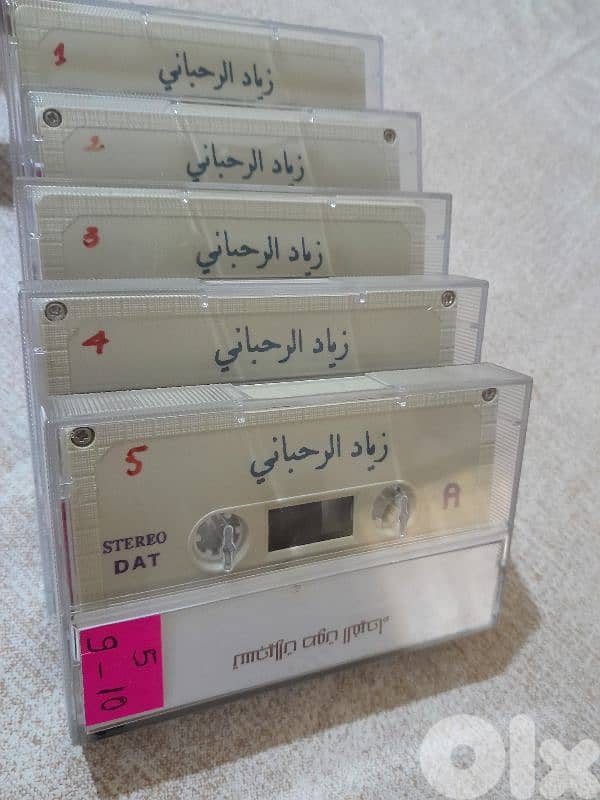 1
زياد الرحباني
2
زياد الرحباني
3
زياد الرحباني
4
زياد الرحباني
5
زياد الرحباني
A
STEREO
DAT
5
9-10
OLX